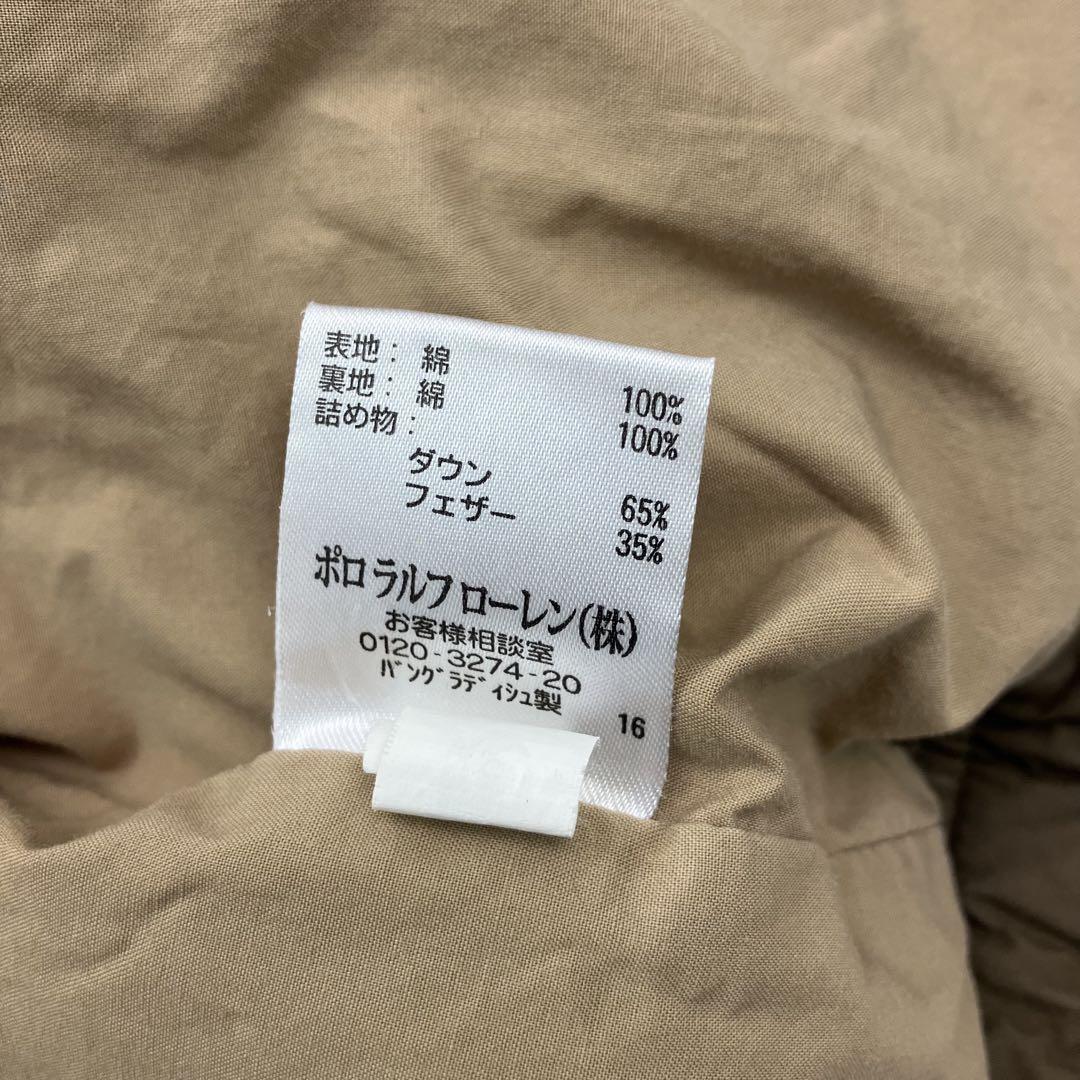 表地: 綿 100%
裏地: 綿 100%
詰め物:
ダウン 65%
フェザー 35%
ポロ ラルフ ローレン(株)
お客様相談室
0120-3274-20
ﾊﾞﾝｸﾞﾗﾃﾞｨｼｭ製
16